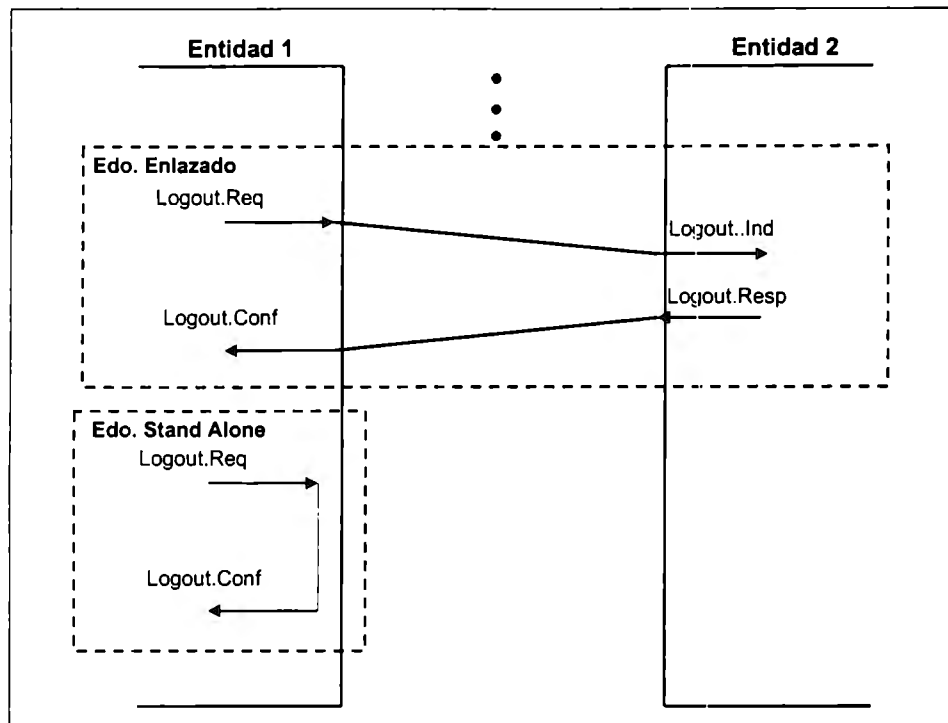 Entidad 1
Entidad 2
Edo. Enlazado
Logout.Req
Logout..Ind
Logout.Resp
Logout.Conf
Edo. Stand Alone
Logout.Req
Logout.Conf